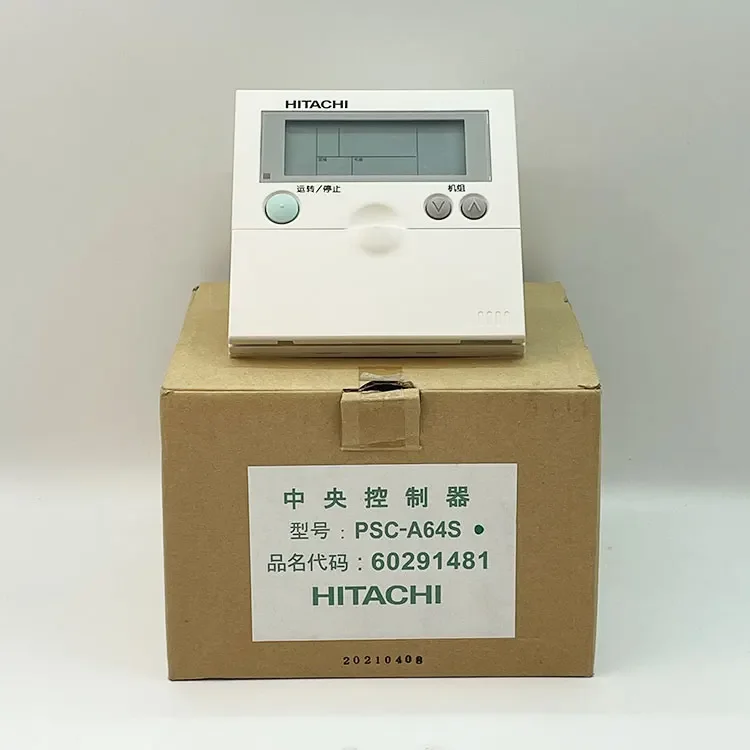 HITACHI
运转/停止
机组
中央控制器
型号：PSC-A64S
品名代码：60291481
HITACHI
20210408